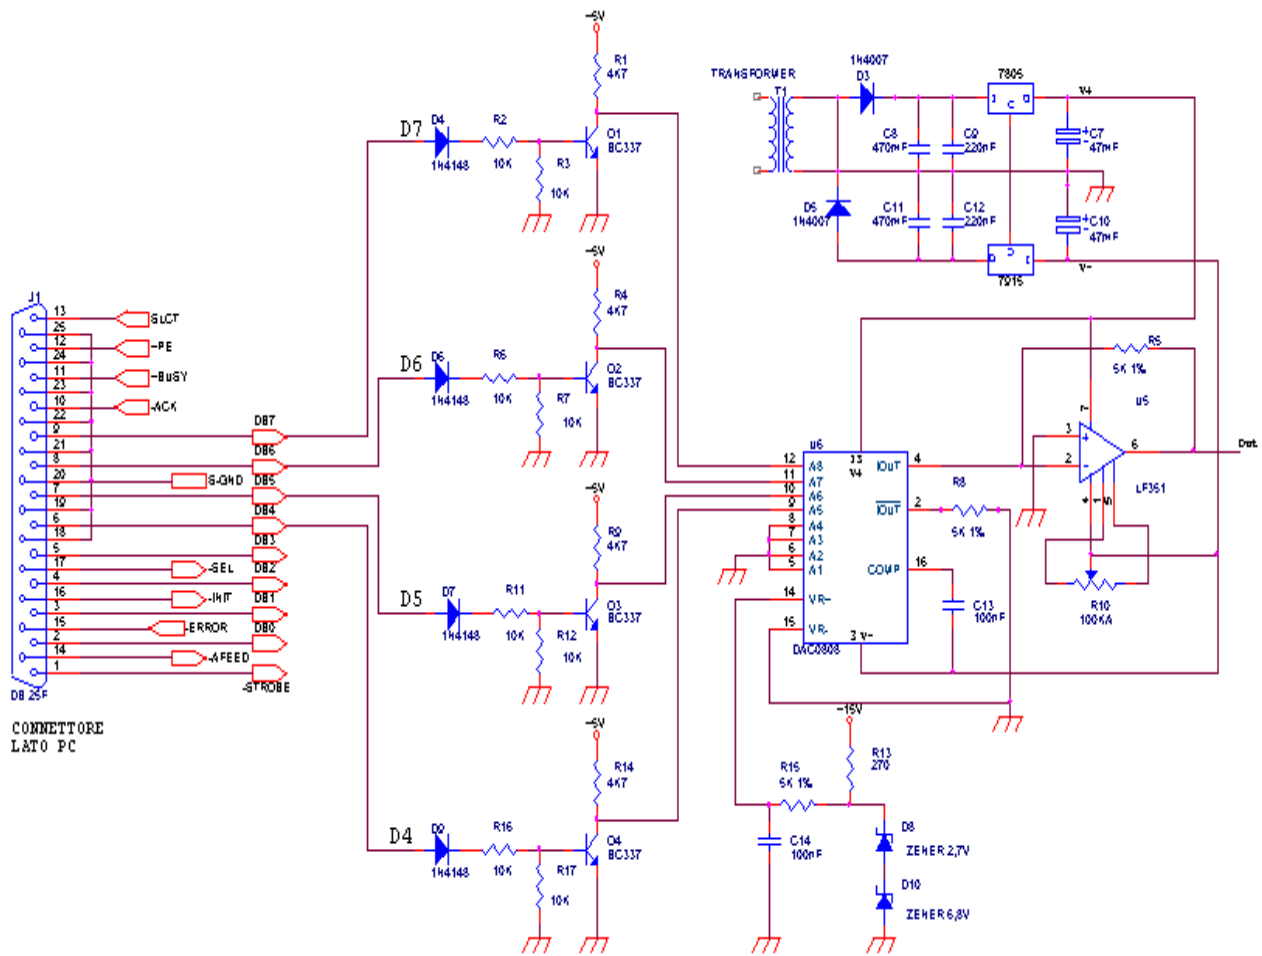 -5V
R1
4K7
D7
D4
1N4148
R2
10K
R3
10K
Q1
BC337
TRANSFORMER
T1
1N4007
D3
7805
V+
C8
470mF
C9
220nF
C7
47mF
D5
1N4007
C11
470mF
C12
220nF
C10
47mF
7915
V-
-5V
R4
4K7
D6
D6
1N4148
R6
10K
R7
10K
Q2
BC337
J1
13
25
12
24
11
23
10
22
9
21
8
20
7
19
6
18
5
17
4
16
3
15
2
14
1
SLCT
-PE
-BUSY
-ACK
DB7
DB6
S-GND
DB5
DB4
DB3
-SEL
DB2
-INIT
DB1
-ERROR
DB0
-AFEED
-STROBE
DB 25F
CONNETTORE
LATO PC
-5V
R9
4K7
D5
D7
1N4148
R11
10K
R12
10K
Q3
BC337
-5V
R14
4K7
D4
D9
1N4148
R16
10K
R17
10K
Q4
BC337
U6
12
11
10
9
8
7
6
5
14
15
A8
A7
A6
A5
A4
A3
A2
A1
VR-
VR-
13
V+
IOUT
4
IOUT
2
COMP
16
3 V-
DAC0808
R8
5K 1%
C13
100nF
R5
5K 1%
U5
3
2
6
7
4
1
5
LF351
Out
R10
100KA
-15V
R13
270
R15
5K 1%
C14
100nF
D8
ZENER 2,7V
D10
ZENER 6,8V